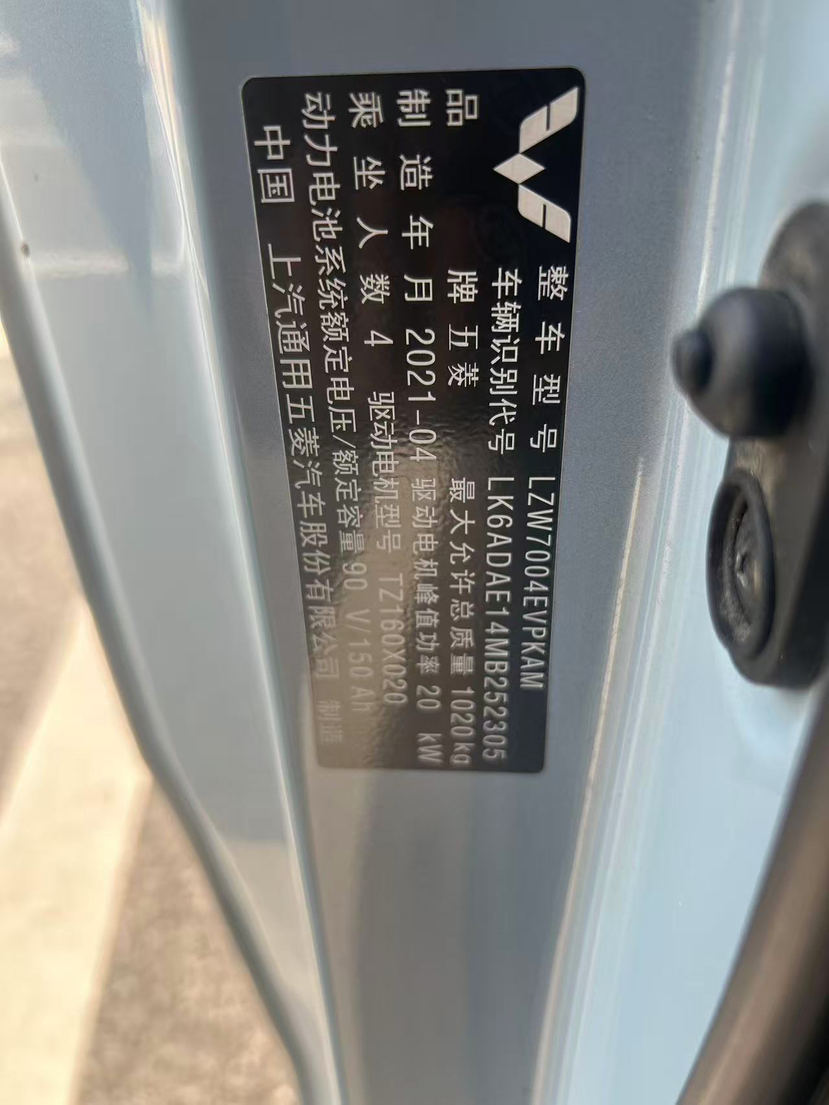 整车型号 LZW7004EVPKAM
车辆识别代号 LK6ADAE14MB252305
品牌 五菱 最大允许总质量 1020kg
制造年月 2021-04 驱动电机峰值功率 20 kW
乘坐人数 4 驱动电机型号 TZ160X020
动力电池系统额定电压/额定容量 90 V/150 Ah
中国 上汽通用五菱汽车股份有限公司 制造